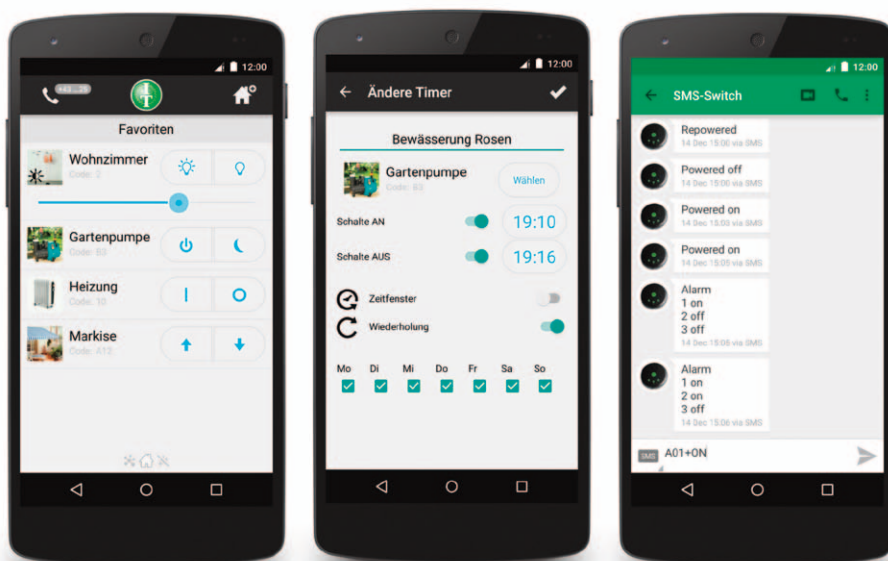 12:00
Favoriten
Wohnzimmer
Code: 2
Gartenpumpe
Code: B3
Heizung
Code: 10
Markise
Code: A12
12:00
Ändere Timer
Bewässerung Rosen
Gartenpumpe
Code: B3
Wählen
Schalte AN
19:10
Schalte AUS
19:16
Zeitfenster
Wiederholung
Mo Di Mi Do Fr Sa So
12:00
SMS-Switch
Repowered
14 Dec 15:00 via SMS
Powered off
14 Dec 15:00 via SMS
Powered on
14 Dec 15:03 via SMS
Powered on
14 Dec 15:05 via SMS
Alarm
1 on
2 off
3 off
14 Dec 15:06 via SMS
Alarm
1 on
2 on
3 off
14 Dec 15:06 via SMS
SMS A01+ON